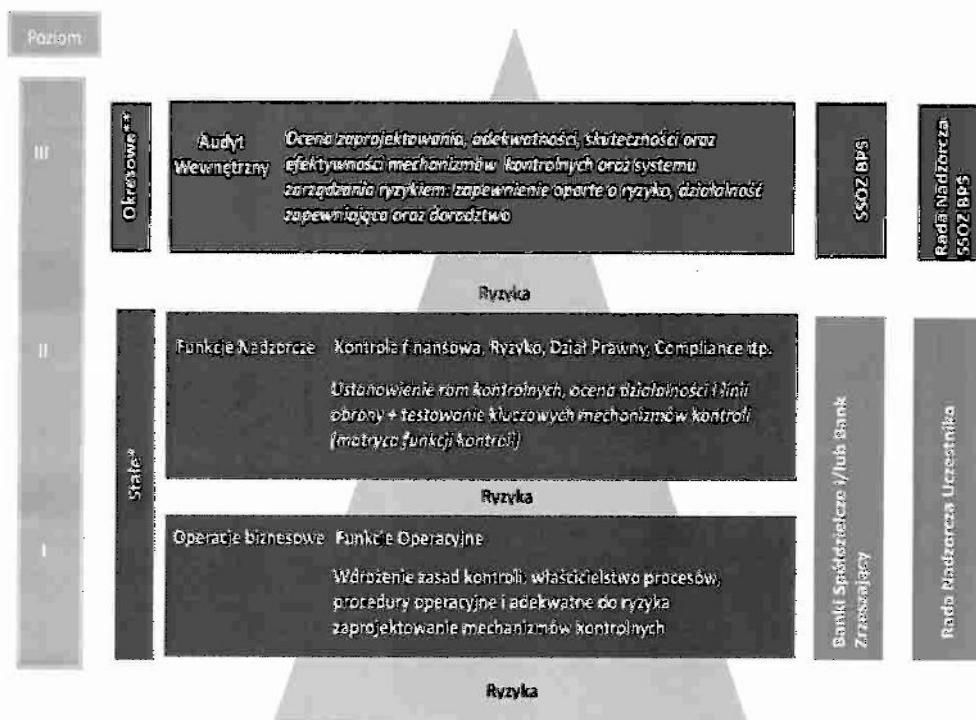 Poziom
III
Okresowe**
Audyt
Wewnętrzny
Ocena zaprojektowania, adekwatności, skuteczności oraz
efektywności mechanizmów kontrolnych oraz systemu
zarządzania ryzykiem: zapewnienie oparte o ryzyko, działalność
zapewniająca oraz doradztwo
SSOZ BPS
Rada Nadzorcza
SSOZ BPS
Ryzyka
II
Stałe*
Funkcje Nadzorcze
Kontrola finansowa, Ryzyko, Dział Prawny, Compliance itp.
Ustanowienie ram kontrolnych, ocena działalności I linii
obrony + testowanie kluczowych mechanizmów kontroli
(matryca funkcji kontroli)
Ryzyka
I
Operacje biznesowe
Funkcje Operacyjne
Wdrożenie zasad kontroli: właścicielstwo procesów,
procedury operacyjne i adekwatne do ryzyka
zaprojektowanie mechanizmów kontrolnych
Banki Spółdzielcze i/lub Bank
Zrzeszający
Rada Nadzorcza Uczestnika
Ryzyka